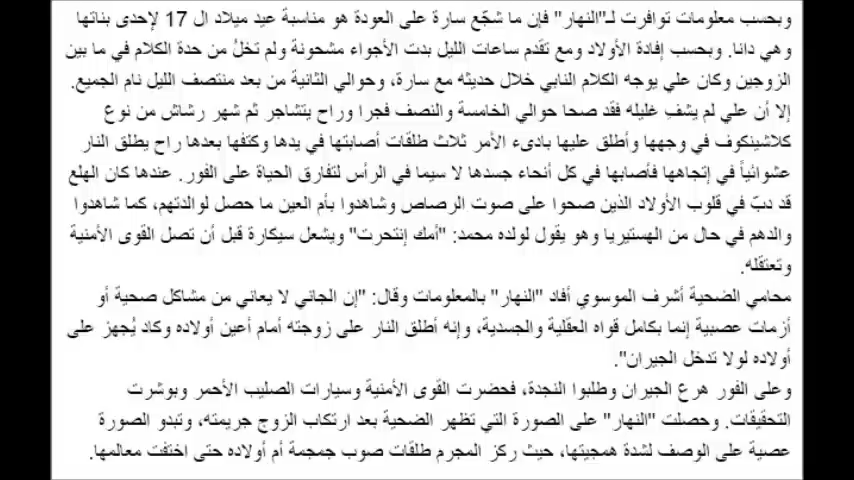 وبحسب معلومات توافرت لـ"النهار" فإن ما شجّع سارة على العودة هو مناسبة عيد ميلاد ال 17 لإحدى بناتها
وهي دانا. وبحسب إفادة الأولاد ومع تقدم ساعات الليل بدت الأجواء مشحونة ولم تخلُ من حدة الكلام في ما بين
الزوجين وكان علي يوجه الكلام النابي خلال حديثه مع سارة، وحوالي الثانية من بعد منتصف الليل نام الجميع.
إلا أن علي لم يشفِ غليله فقد صحا حوالي الخامسة والنصف فجرا وراح يتشاجر ثم شهر رشاش من نوع
كلاشينكوف في وجهها وأطلق عليها بادىء الأمر ثلاث طلقات أصابتها في يدها وكتفها بعدها راح يطلق النار
عشوائياً في إتجاهها فأصابها في كل أنحاء جسدها لا سيما في الرأس لتفارق الحياة على الفور. عندها كان الهلع
قد دبّ في قلوب الأولاد الذين صحوا على صوت الرصاص وشاهدوا بأم العين ما حصل لوالدتهم، كما شاهدوا
والدهم في حال من الهستيريا وهو يقول لولده محمد: "أمك إنتحرت" ويشعل سيكارة قبل أن تصل القوى الأمنية
وتعتقله.
محامي الضحية أشرف الموسوي أفاد "النهار" بالمعلومات وقال: "إن الجاني لا يعاني من مشاكل صحية أو
أزمات عصبية إنما بكامل قواه العقلية والجسدية، وإنه أطلق النار على زوجته أمام أعين أولاده وكاد يُجهز على
أولاده لولا تدخل الجيران".
وعلى الفور هرع الجيران وطلبوا النجدة، فحضرت القوى الأمنية وسيارات الصليب الأحمر وبوشرت
التحقيقات. وحصلت "النهار" على الصورة التي تظهر الضحية بعد ارتكاب الزوج جريمته، وتبدو الصورة
عصية على الوصف لشدة همجيتها، حيث ركز المجرم طلقات صوب جمجمة أم أولاده حتى اختفت معالمها.